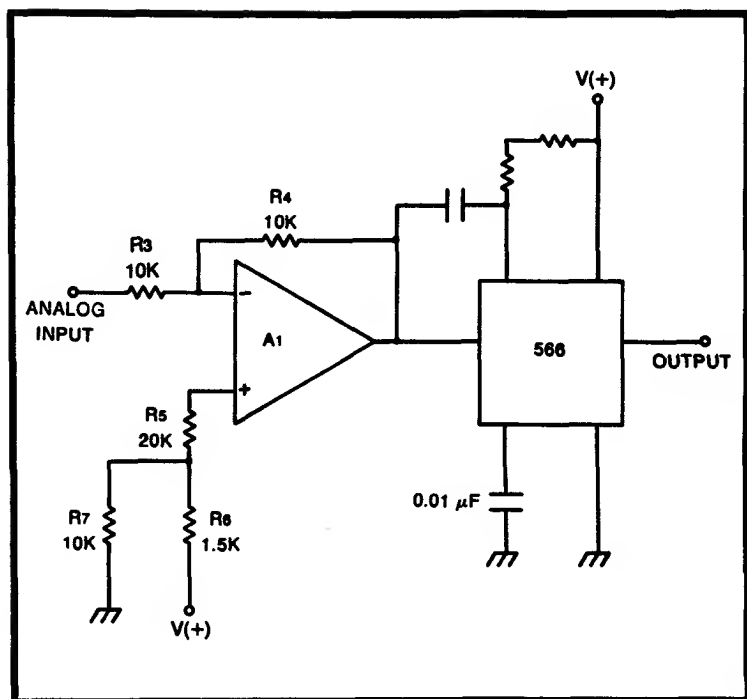 V(+)
R4
10K
R3
10K
ANALOG
INPUT
−
A1
566
OUTPUT
+
R5
20K
0.01 µF
R7
10K
R6
1.5K
V(+)